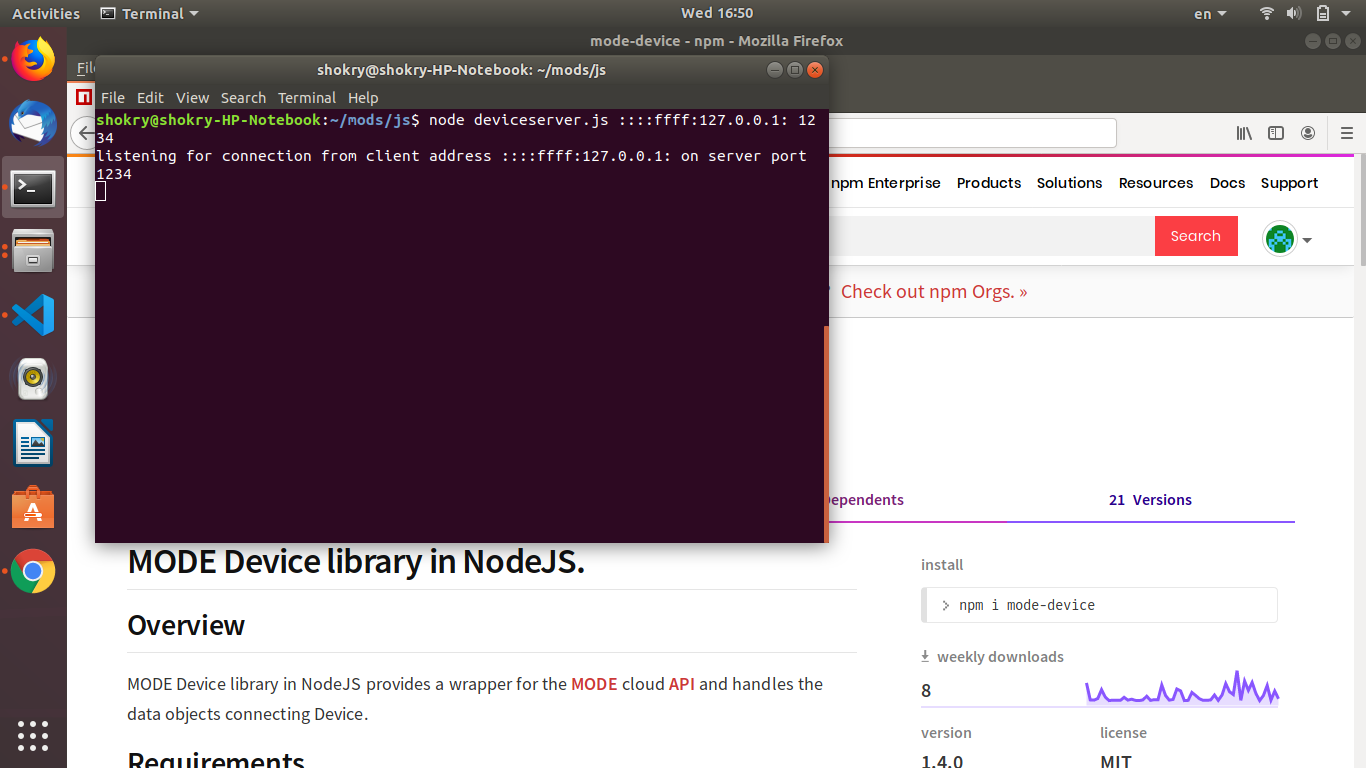 Activities Terminal Wed 16:50 en
mode-device - npm - Mozilla Firefox
shokry@shokry-HP-Notebook: ~/mods/js
File Edit View Search Terminal Help
shokry@shokry-HP-Notebook:~/mods/js$ node deviceserver.js ::::ffff:127.0.0.1: 12
34
listening for connection from client address ::::ffff:127.0.0.1: on server port
1234
npm Enterprise Products Solutions Resources Docs Support
Search
Check out npm Orgs. »
Dependents 21 Versions
MODE Device library in NodeJS.
Overview
MODE Device library in NodeJS provides a wrapper for the MODE cloud API and handles the
data objects connecting Device.
Requirements
install
npm i mode-device
weekly downloads
8
version license
1.4.0 MIT